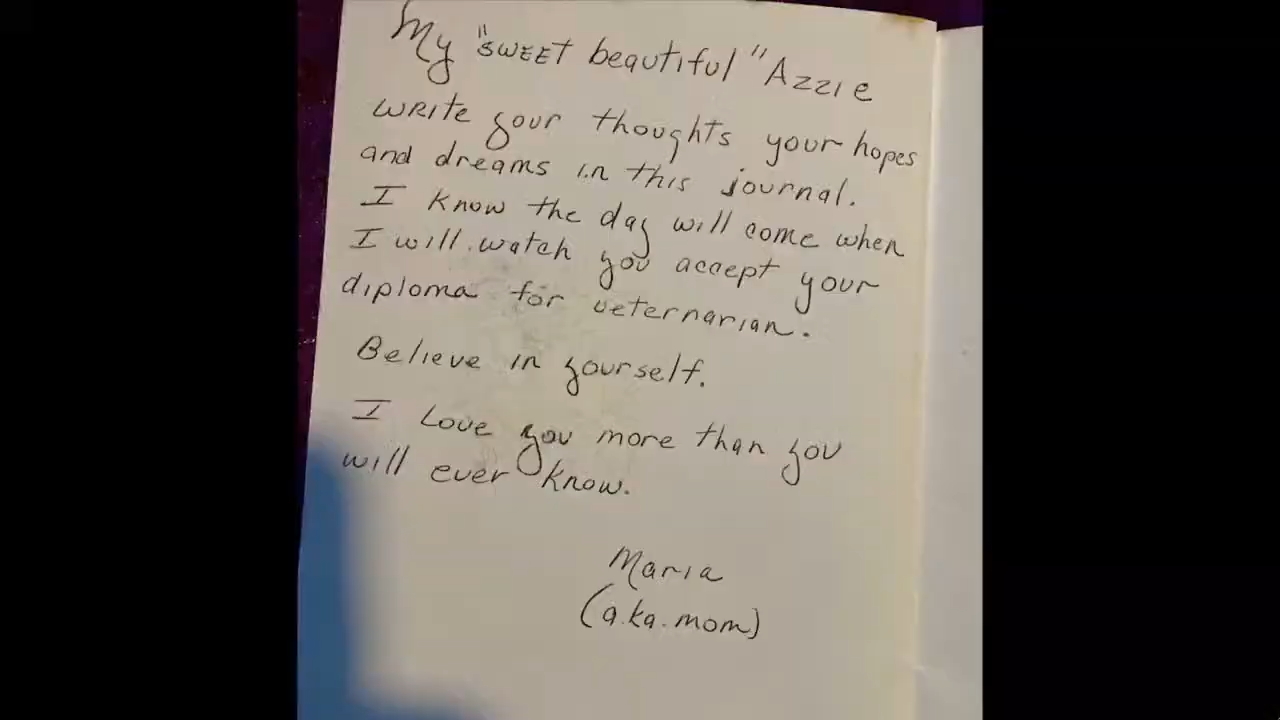 My "sweet beautiful" Azzie
write your thoughts your hopes
and dreams in this journal.
I know the day will come when
I will watch you accept your
diploma for veternarian.
Believe in yourself.
I Love you more than you
will ever know.
Maria
(a.k.a. mom)